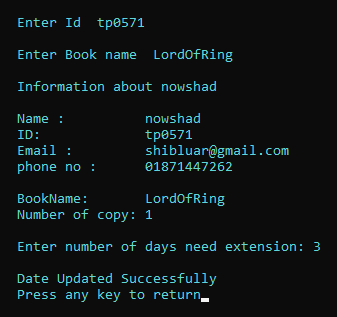 Enter Id  tp0571
Enter Book name  LordOfRing
Information about nowshad
Name :          nowshad
ID:             tp0571
Email :         shibluar@gmail.com
phone no :      01871447262
BookName:       LordOfRing
Number of copy: 1
Enter number of days need extension: 3
Date Updated Successfully
Press any key to return